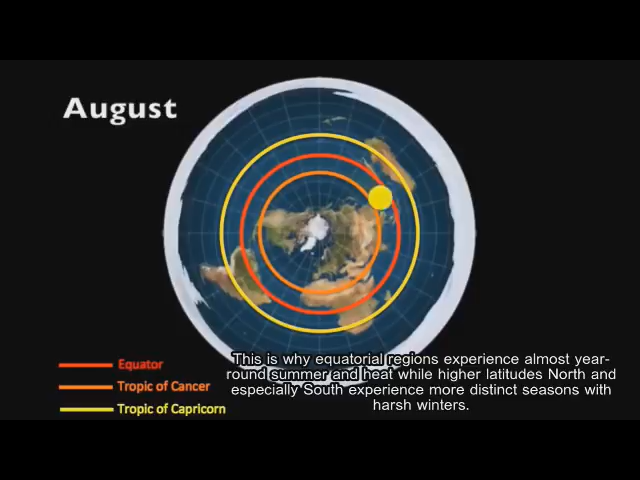 August
Equator
Tropic of Cancer
Tropic of Capricorn
This is why equatorial regions experience almost year-
round summer and heat while higher latitudes North and
especially South experience more distinct seasons with
harsh winters.